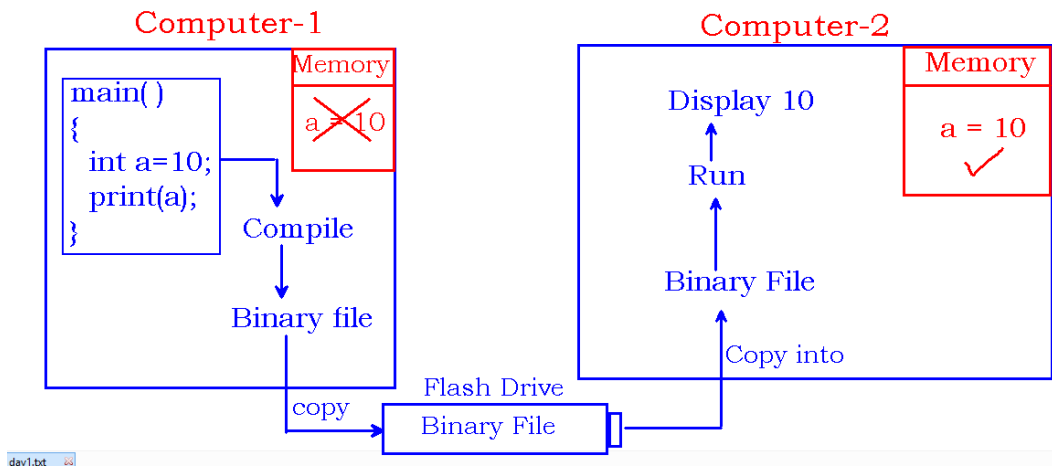 Computer-1
Memory
a = 10
main( )
{
int a=10;
print(a);
}
Compile
Binary file
copy
Flash Drive
Binary File
Computer-2
Memory
a = 10
Display 10
Run
Binary File
Copy into
day1.txt